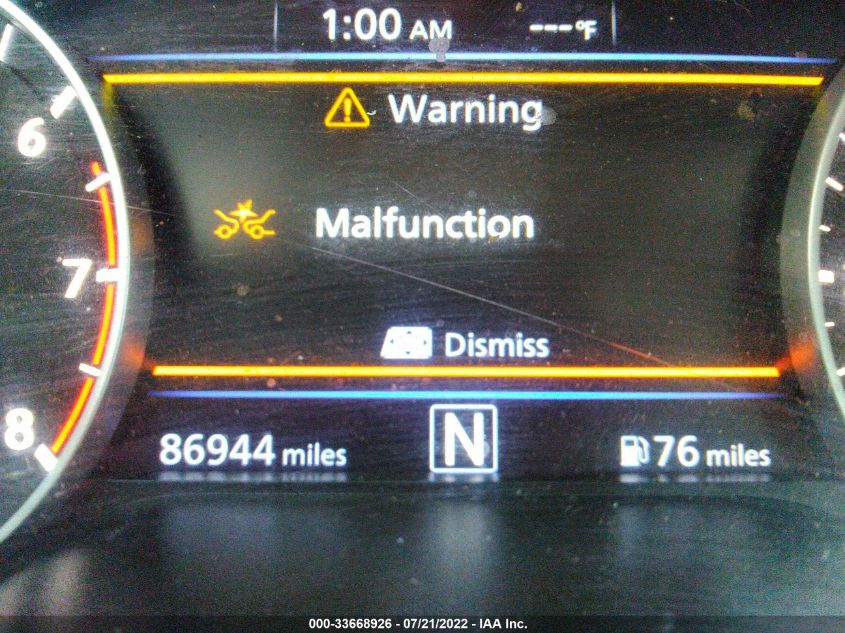 1:00 AM ---°F
Warning
6
Malfunction
7
Dismiss
8
86944 miles N 76 miles
000-33668926 - 07/21/2022 - IAA Inc.